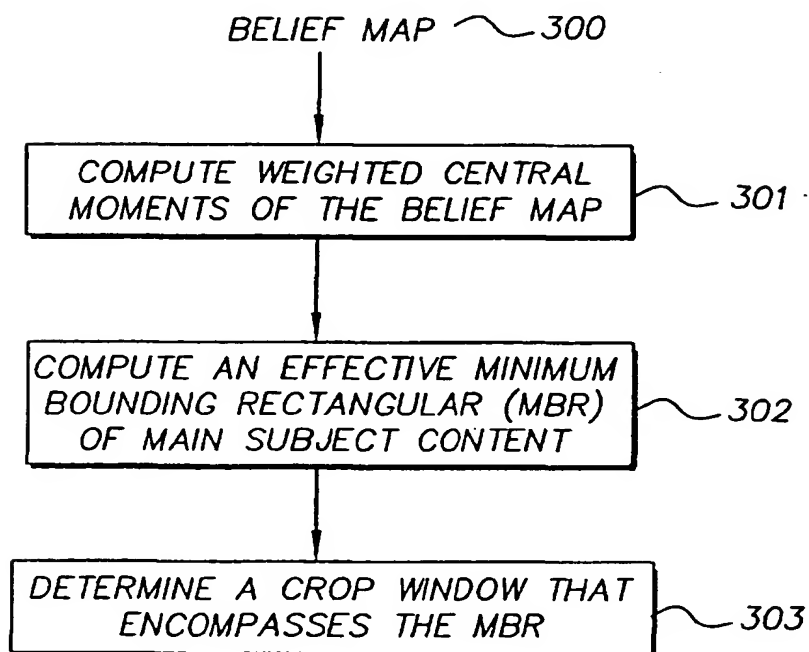 BELIEF MAP 300
COMPUTE WEIGHTED CENTRAL
MOMENTS OF THE BELIEF MAP
301
COMPUTE AN EFFECTIVE MINIMUM
BOUNDING RECTANGULAR (MBR)
OF MAIN SUBJECT CONTENT
302
DETERMINE A CROP WINDOW THAT
ENCOMPASSES THE MBR
303